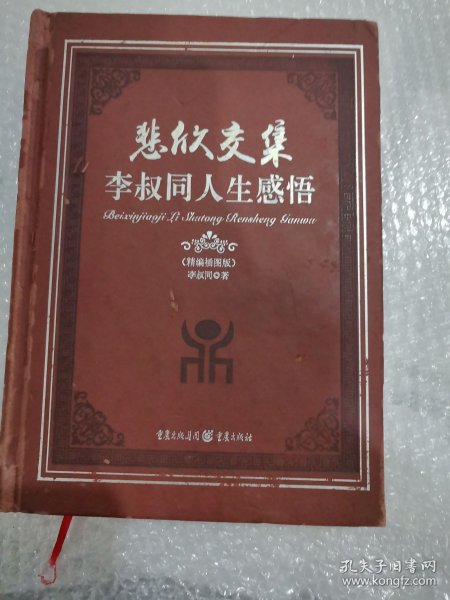 悲欣交集
李叔同人生感悟
Beixinjiaoji Li Shutong Rensheng Ganwu
（精编插图版）
李叔同◎著
重庆出版集团 重庆出版社
孔夫子旧书网
www.kongfz.com